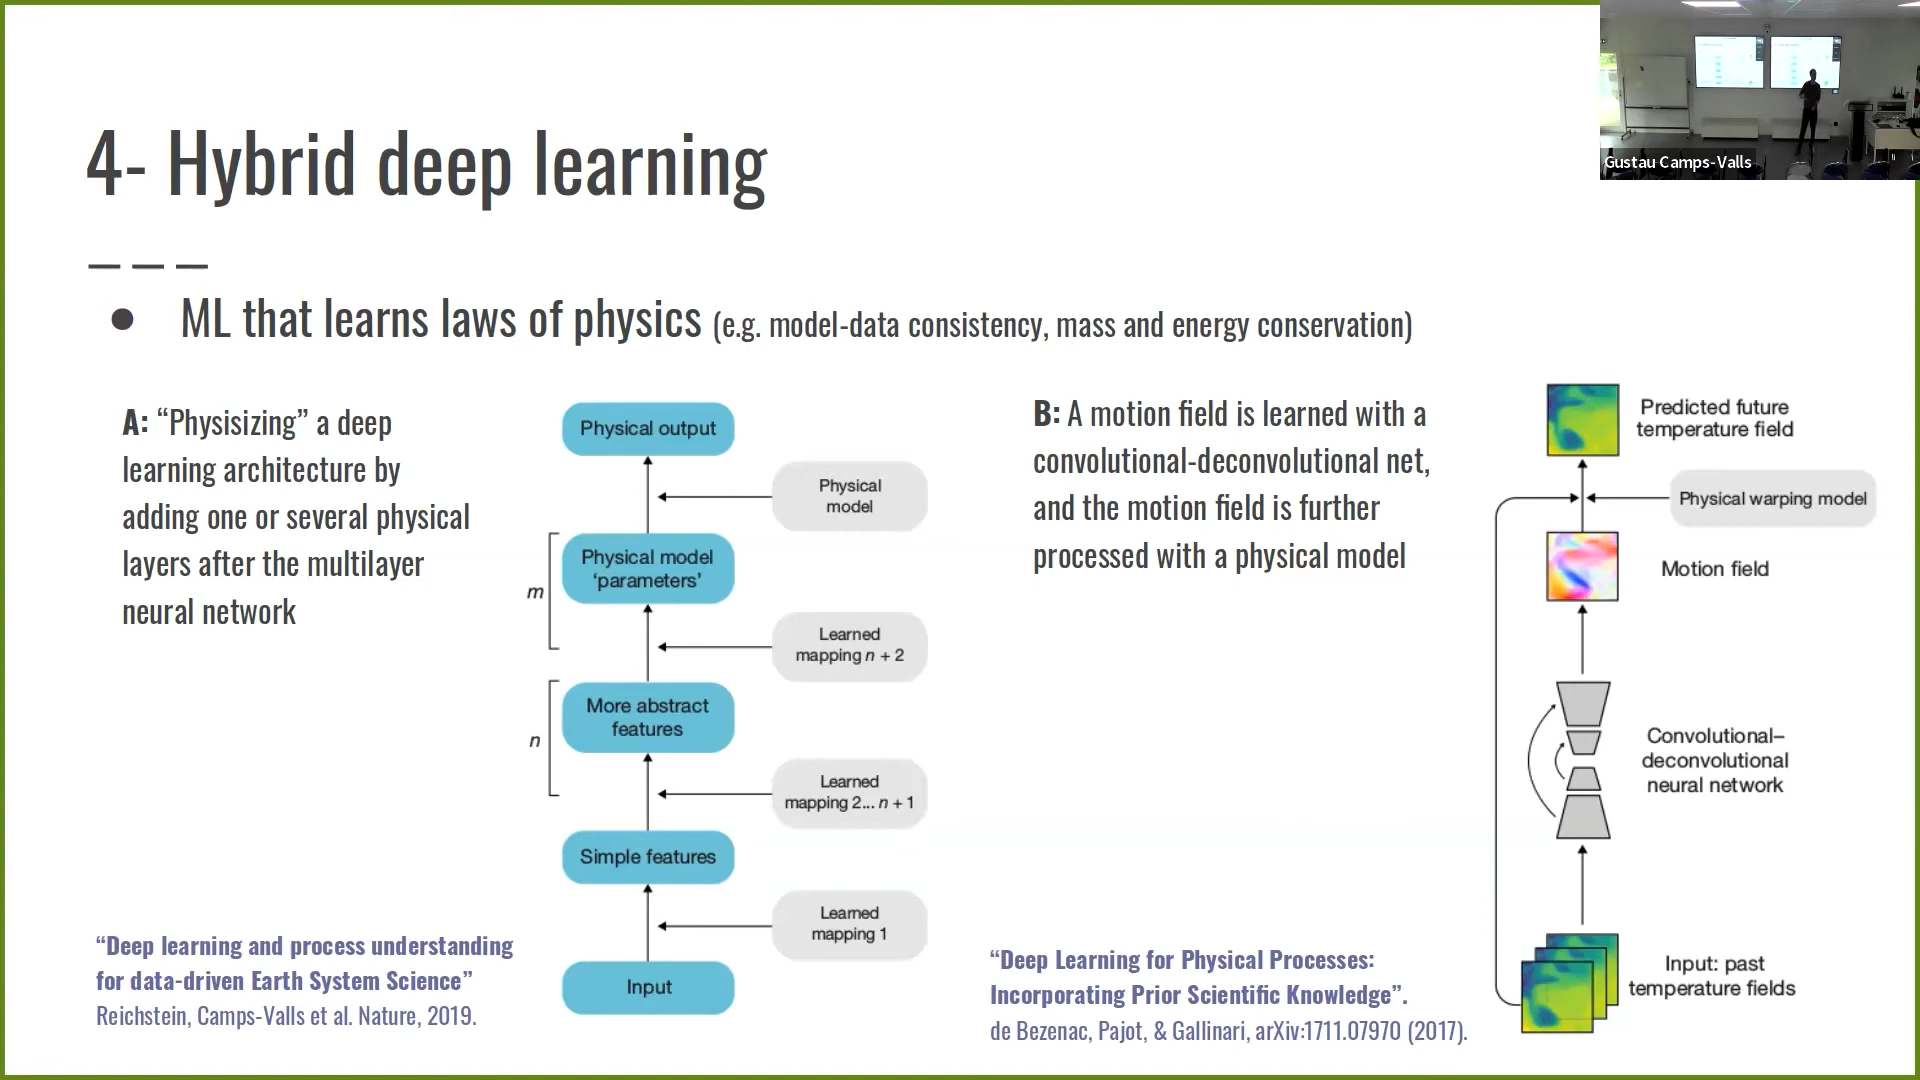 4- Hybrid deep learning
Gustau Camps-Valls
● ML that learns laws of physics (e.g. model-data consistency, mass and energy conservation)
A: “Physisizing” a deep
learning architecture by
adding one or several physical
layers after the multilayer
neural network
Physical output
Physical
model
Physical model
‘parameters’
m
Learned
mapping n + 2
More abstract
features
n
Learned
mapping 2... n + 1
Simple features
Learned
mapping 1
Input
“Deep learning and process understanding
for data-driven Earth System Science”
Reichstein, Camps-Valls et al. Nature, 2019.
B: A motion field is learned with a
convolutional-deconvolutional net,
and the motion field is further
processed with a physical model
Predicted future
temperature field
Physical warping model
Motion field
Convolutional–
deconvolutional
neural network
Input: past
temperature fields
“Deep Learning for Physical Processes:
Incorporating Prior Scientific Knowledge”.
de Bezenac, Pajot, & Gallinari, arXiv:1711.07970 (2017).